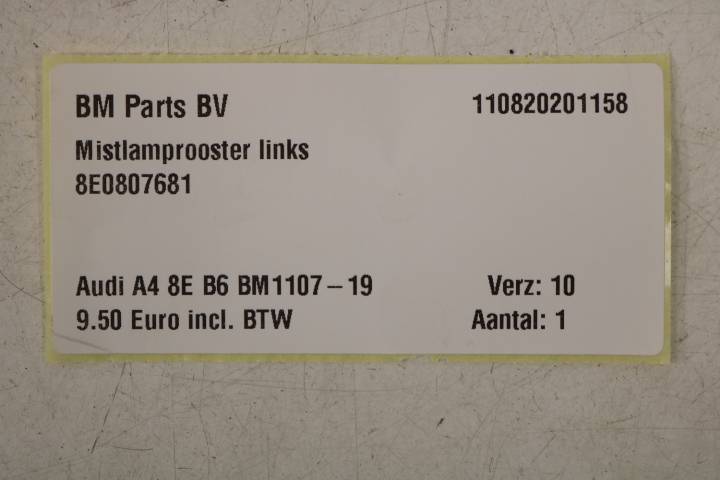 BM Parts BV 110820201158
Mistlamprooster links
8E0807681
Audi A4 8E B6 BM1107-19 Verz: 10
9.50 Euro incl. BTW Aantal: 1